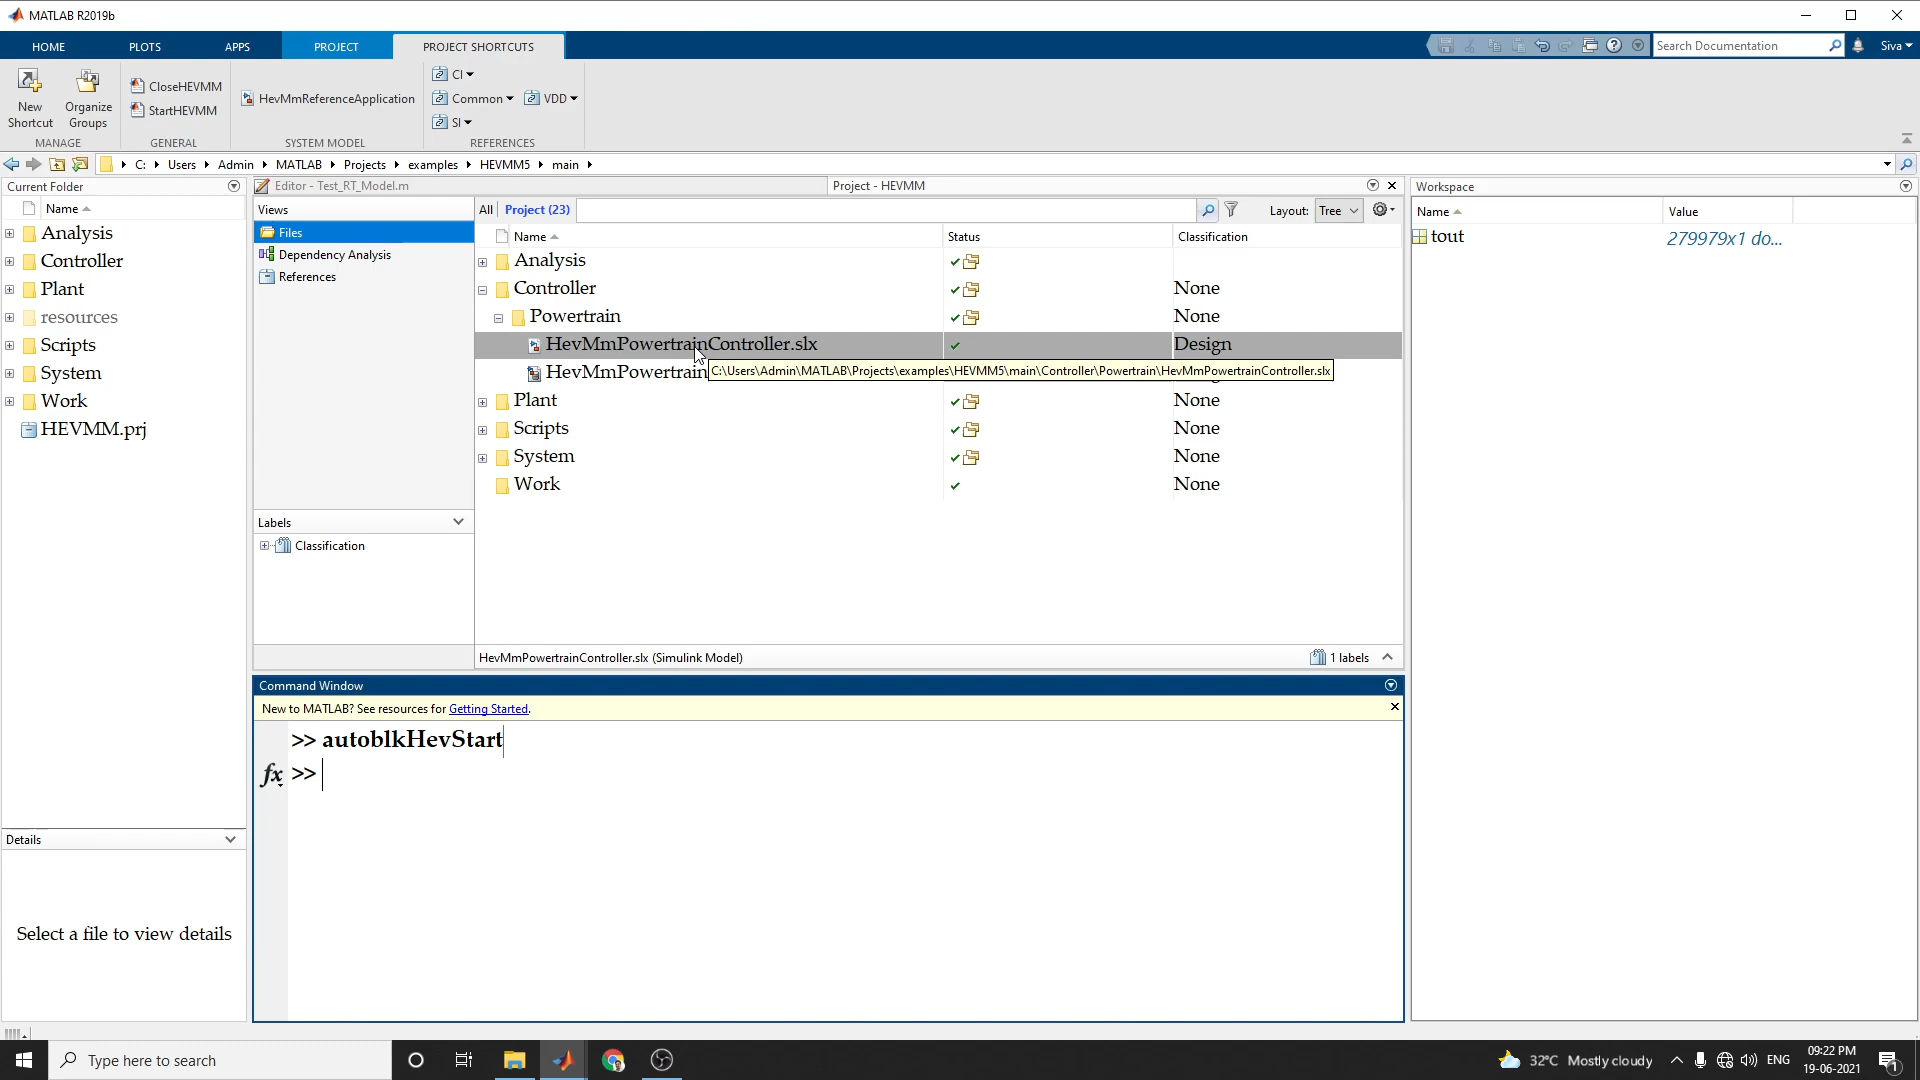 MATLAB R2019b
HOME PLOTS APPS PROJECT PROJECT SHORTCUTS Search Documentation Siva
New Shortcut
Organize Groups
CloseHEVMM
StartHEVMM
HevMmReferenceApplication
CI
Common VDD
SI
MANAGE GENERAL SYSTEM MODEL REFERENCES
C: Users Admin MATLAB Projects examples HEVMM5 main
Current Folder
Name
Analysis
Controller
Plant
resources
Scripts
System
Work
HEVMM.prj
Details
Select a file to view details
Editor - Test_RT_Model.m Project - HEVMM
Views
Files
Dependency Analysis
References
Labels
Classification
All Project (23) Layout: Tree
Name Status Classification
Analysis
Controller None
Powertrain None
HevMmPowertrainController.slx Design
HevMmPowertrain
C:\Users\Admin\MATLAB\Projects\examples\HEVMM5\main\Controller\Powertrain\HevMmPowertrainController.slx
Plant None
Scripts None
System None
Work None
HevMmPowertrainController.slx (Simulink Model) 1 labels
Command Window
New to MATLAB? See resources for Getting Started.
>> autoblkHevStart
fx >>
Workspace
Name Value
tout 279979x1 do...
Type here to search
32°C Mostly cloudy ENG 09:22 PM
19-06-2021
1